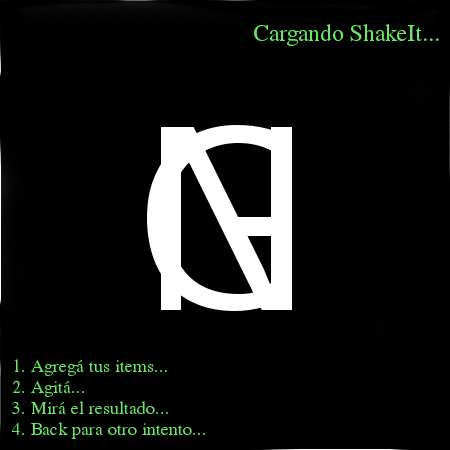 Cargando ShakeIt...
1. Agregá tus items...
2. Agitá...
3. Mirá el resultado...
4. Back para otro intento...